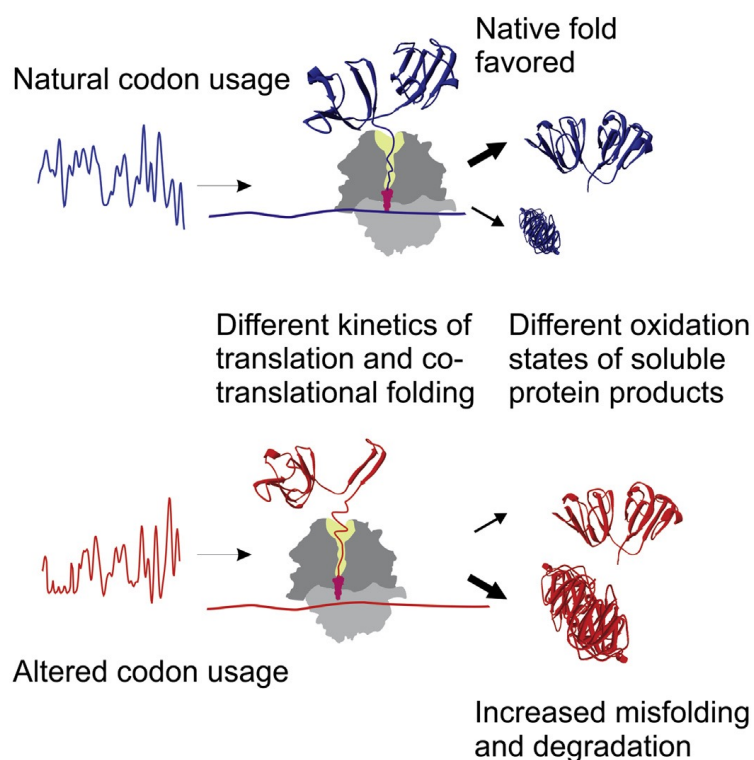 Natural codon usage
Native fold
favored
Different kinetics of
translation and co-
translational folding
Different oxidation
states of soluble
protein products
Altered codon usage
Increased misfolding
and degradation